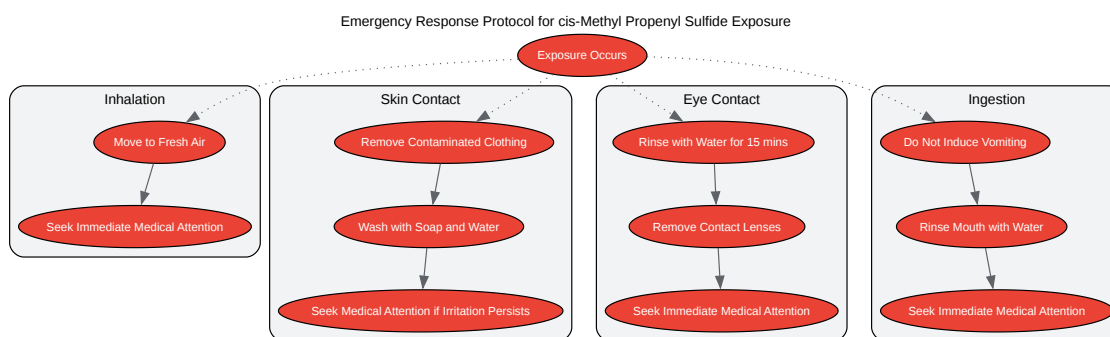 Emergency Response Protocol for cis-Methyl Propenyl Sulfide Exposure
Exposure Occurs
Inhalation
Move to Fresh Air
Seek Immediate Medical Attention
Skin Contact
Remove Contaminated Clothing
Wash with Soap and Water
Seek Medical Attention if Irritation Persists
Eye Contact
Rinse with Water for 15 mins
Remove Contact Lenses
Seek Immediate Medical Attention
Ingestion
Do Not Induce Vomiting
Rinse Mouth with Water
Seek Immediate Medical Attention